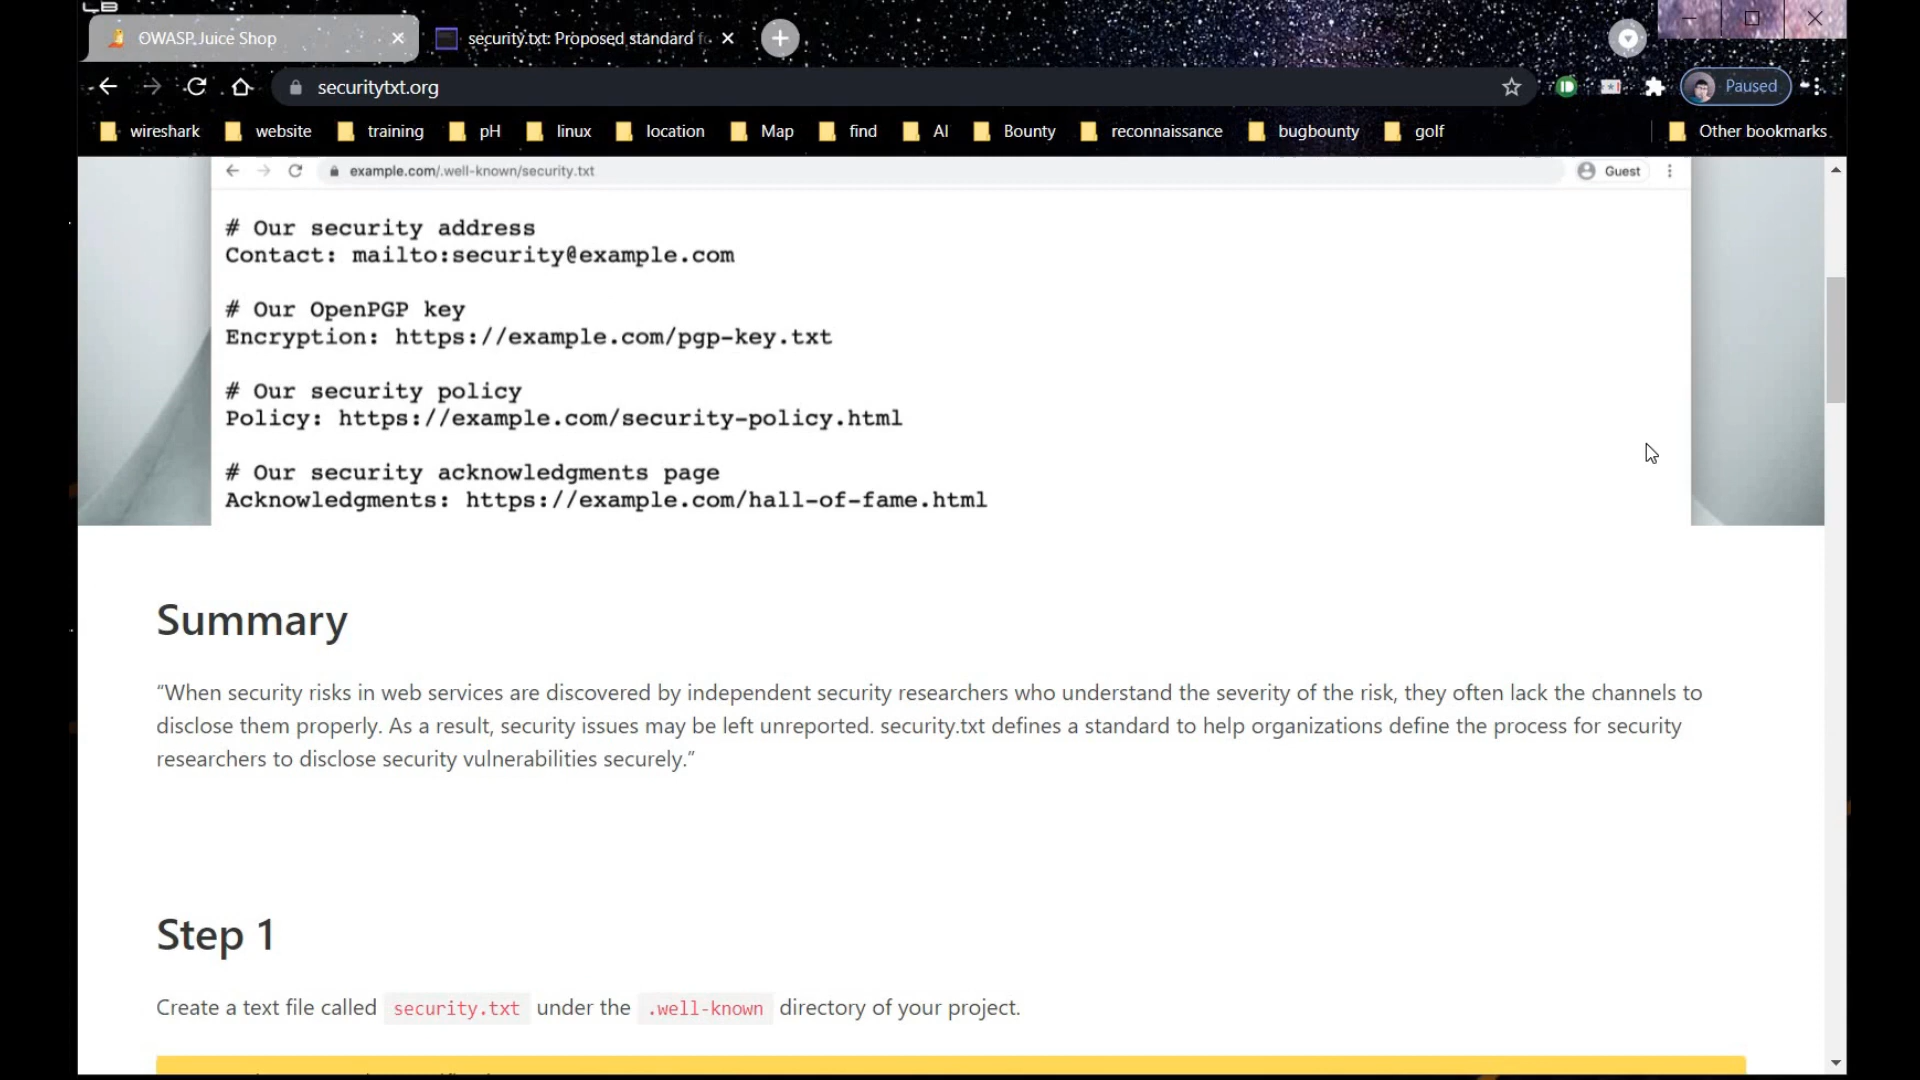 OWASP Juice Shop
security.txt: Proposed standard
securitytxt.org
Paused
wireshark
website
training
pH
linux
location
Map
find
AI
Bounty
reconnaissance
bugbounty
golf
Other bookmarks
example.com/.well-known/security.txt
Guest
# Our security address
Contact: mailto:security@example.com
# Our OpenPGP key
Encryption: https://example.com/pgp-key.txt
# Our security policy
Policy: https://example.com/security-policy.html
# Our security acknowledgments page
Acknowledgments: https://example.com/hall-of-fame.html
Summary
“When security risks in web services are discovered by independent security researchers who understand the severity of the risk, they often lack the channels to
disclose them properly. As a result, security issues may be left unreported. security.txt defines a standard to help organizations define the process for security
researchers to disclose security vulnerabilities securely.”
Step 1
Create a text file called security.txt under the .well-known directory of your project.